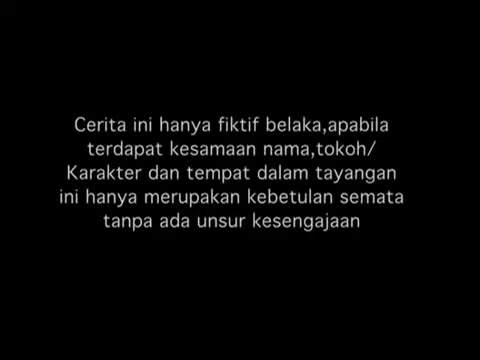 Cerita ini hanya fiktif belaka,apabila
terdapat kesamaan nama,tokoh/
Karakter dan tempat dalam tayangan
ini hanya merupakan kebetulan semata
tanpa ada unsur kesengajaan